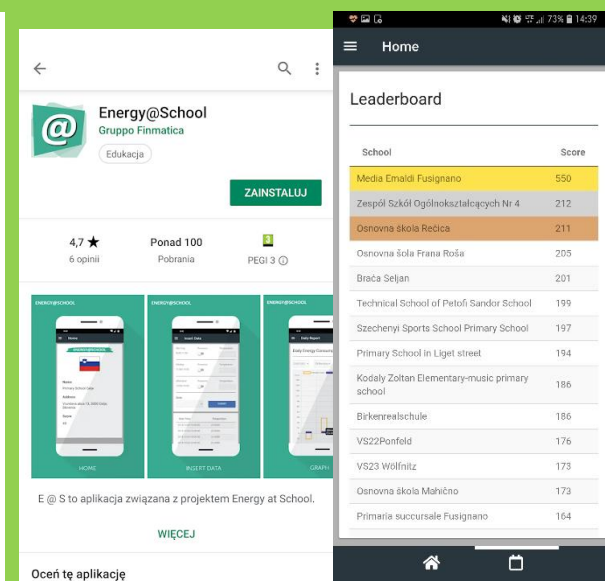 Energy@School
Gruppo Finmatica
Edukacja
ZAINSTALUJ
4,7 ★
6 opinii
Ponad 100
Pobrania
3
PEGI 3
ENERGY@SCHOOL
HOME
ENERGY@SCHOOL
INSERT DATA
ENERGY@SCHOOL
GRAPH
E @ S to aplikacja związana z projektem Energy at School.
WIĘCEJ
Oceń tę aplikację
73% 14:39
Home
Leaderboard
School Score
Media Emaldi Fusignano 550
Zespól Szkół Ogólnokształcących Nr 4 212
Osnovna škola Rečica 211
Osnovna šola Frana Roša 205
Braća Seljan 201
Technical School of Petofi Sandor School 199
Szechenyi Sports School Primary School 197
Primary School in Liget street 194
Kodaly Zoltan Elementary-music primary
school 186
Birkenrealschule 186
VS22Ponfeld 176
VS23 Wölfnitz 173
Osnovna škola Mahično 173
Primaria succursale Fusignano 164